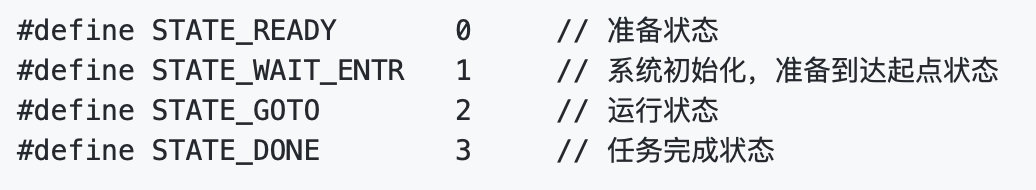 #define STATE_READY       0     // 准备状态
#define STATE_WAIT_ENTR   1     // 系统初始化，准备到达起点状态
#define STATE_GOTO        2     // 运行状态
#define STATE_DONE        3     // 任务完成状态